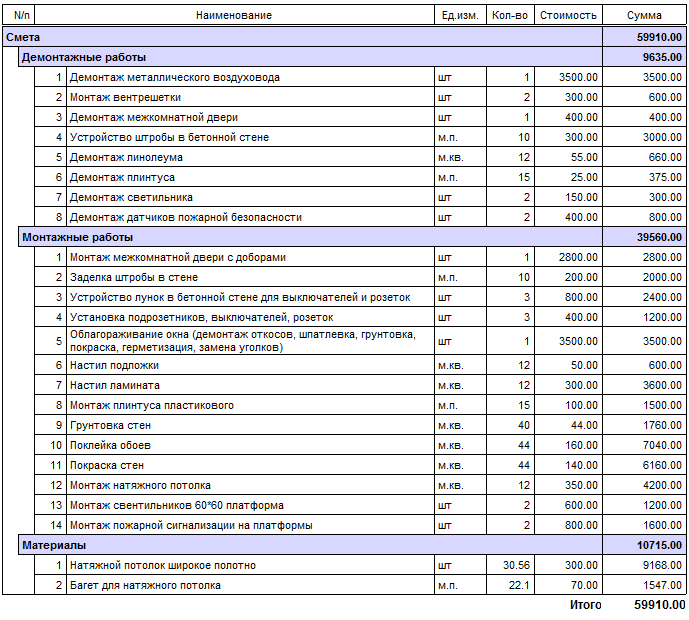 N/п Наименование Ед.изм. Кол-во Стоимость Сумма
Смета 59910.00
Демонтажные работы 9635.00
1 Демонтаж металлического воздуховода шт 1 3500.00 3500.00
2 Монтаж вентрешетки шт 2 300.00 600.00
3 Демонтаж межкомнатной двери шт 1 400.00 400.00
4 Устройство штробы в бетонной стене м.п. 10 300.00 3000.00
5 Демонтаж линолеума м.кв. 12 55.00 660.00
6 Демонтаж плинтуса м.п. 15 25.00 375.00
7 Демонтаж светильника шт 2 150.00 300.00
8 Демонтаж датчиков пожарной безопасности шт 2 400.00 800.00
Монтажные работы 39560.00
1 Монтаж межкомнатной двери с доборами шт 1 2800.00 2800.00
2 Заделка штробы в стене м.п. 10 200.00 2000.00
3 Устройство лунок в бетонной стене для выключателей и розеток шт 3 800.00 2400.00
4 Установка подрозетников, выключателей, розеток шт 3 400.00 1200.00
5 Облагораживание окна (демонтаж откосов, шпатлевка, грунтовка,
покраска, герметизация, замена уголков) шт 1 3500.00 3500.00
6 Настил подложки м.кв. 12 50.00 600.00
7 Настил ламината м.кв. 12 300.00 3600.00
8 Монтаж плинтуса пластикового м.п. 15 100.00 1500.00
9 Грунтовка стен м.кв. 40 44.00 1760.00
10 Поклейка обоев м.кв. 44 160.00 7040.00
11 Покраска стен м.кв. 44 140.00 6160.00
12 Монтаж натяжного потолка м.кв. 12 350.00 4200.00
13 Монтаж свентильников 60*60 платформа шт 2 600.00 1200.00
14 Монтаж пожарной сигнализации на платформы шт 2 800.00 1600.00
Материалы 10715.00
1 Натяжной потолок широкое полотно шт 30.56 300.00 9168.00
2 Багет для натяжного потолка м.п. 22.1 70.00 1547.00
Итого 59910.00